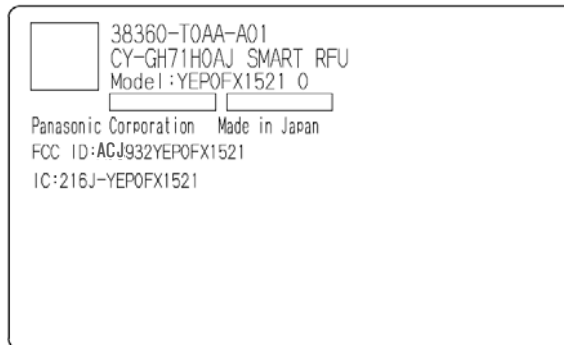 38360-T0AA-A01
CY-GH71H0AJ SMART RFU
Model:YEP0FX1521 0
Panasonic Corporation Made in Japan
FCC ID:ACJ932YEP0FX1521
IC:216J-YEP0FX1521